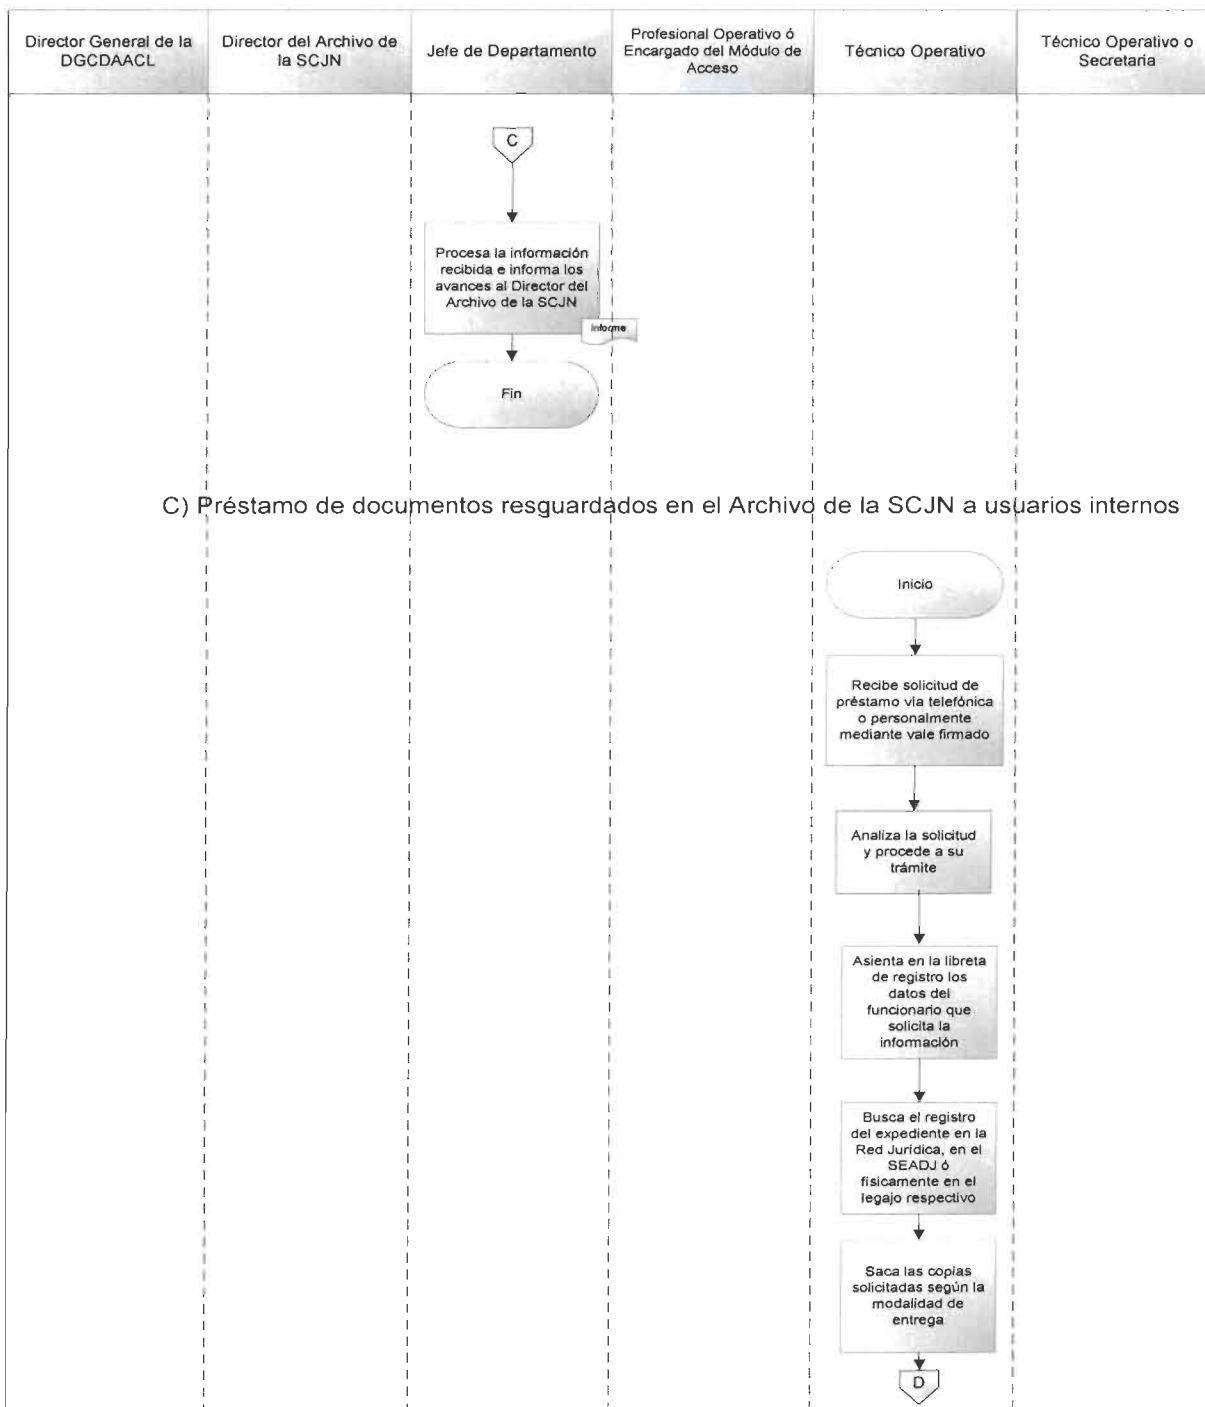 Director General de la
DGCDAACL
Director del Archivo de
la SCJN
Jefe de Departamento
Profesional Operativo ó
Encargado del Módulo de
Acceso
Técnico Operativo
Técnico Operativo o
Secretaria
C
Procesa la información
recibida e informa los
avances al Director del
Archivo de la SCJN
Informe
Fin
C) Préstamo de documentos resguardados en el Archivo de la SCJN a usuarios internos
Inicio
Recibe solicitud de
préstamo vía telefónica
o personalmente
mediante vale firmado
Analiza la solicitud
y procede a su
trámite
Asienta en la libreta
de registro los
datos del
funcionario que
solicita la
información
Busca el registro
del expediente en la
Red Jurídica, en el
SEADJ ó
físicamente en el
legajo respectivo
Saca las copias
solicitadas según la
modalidad de
entrega
D